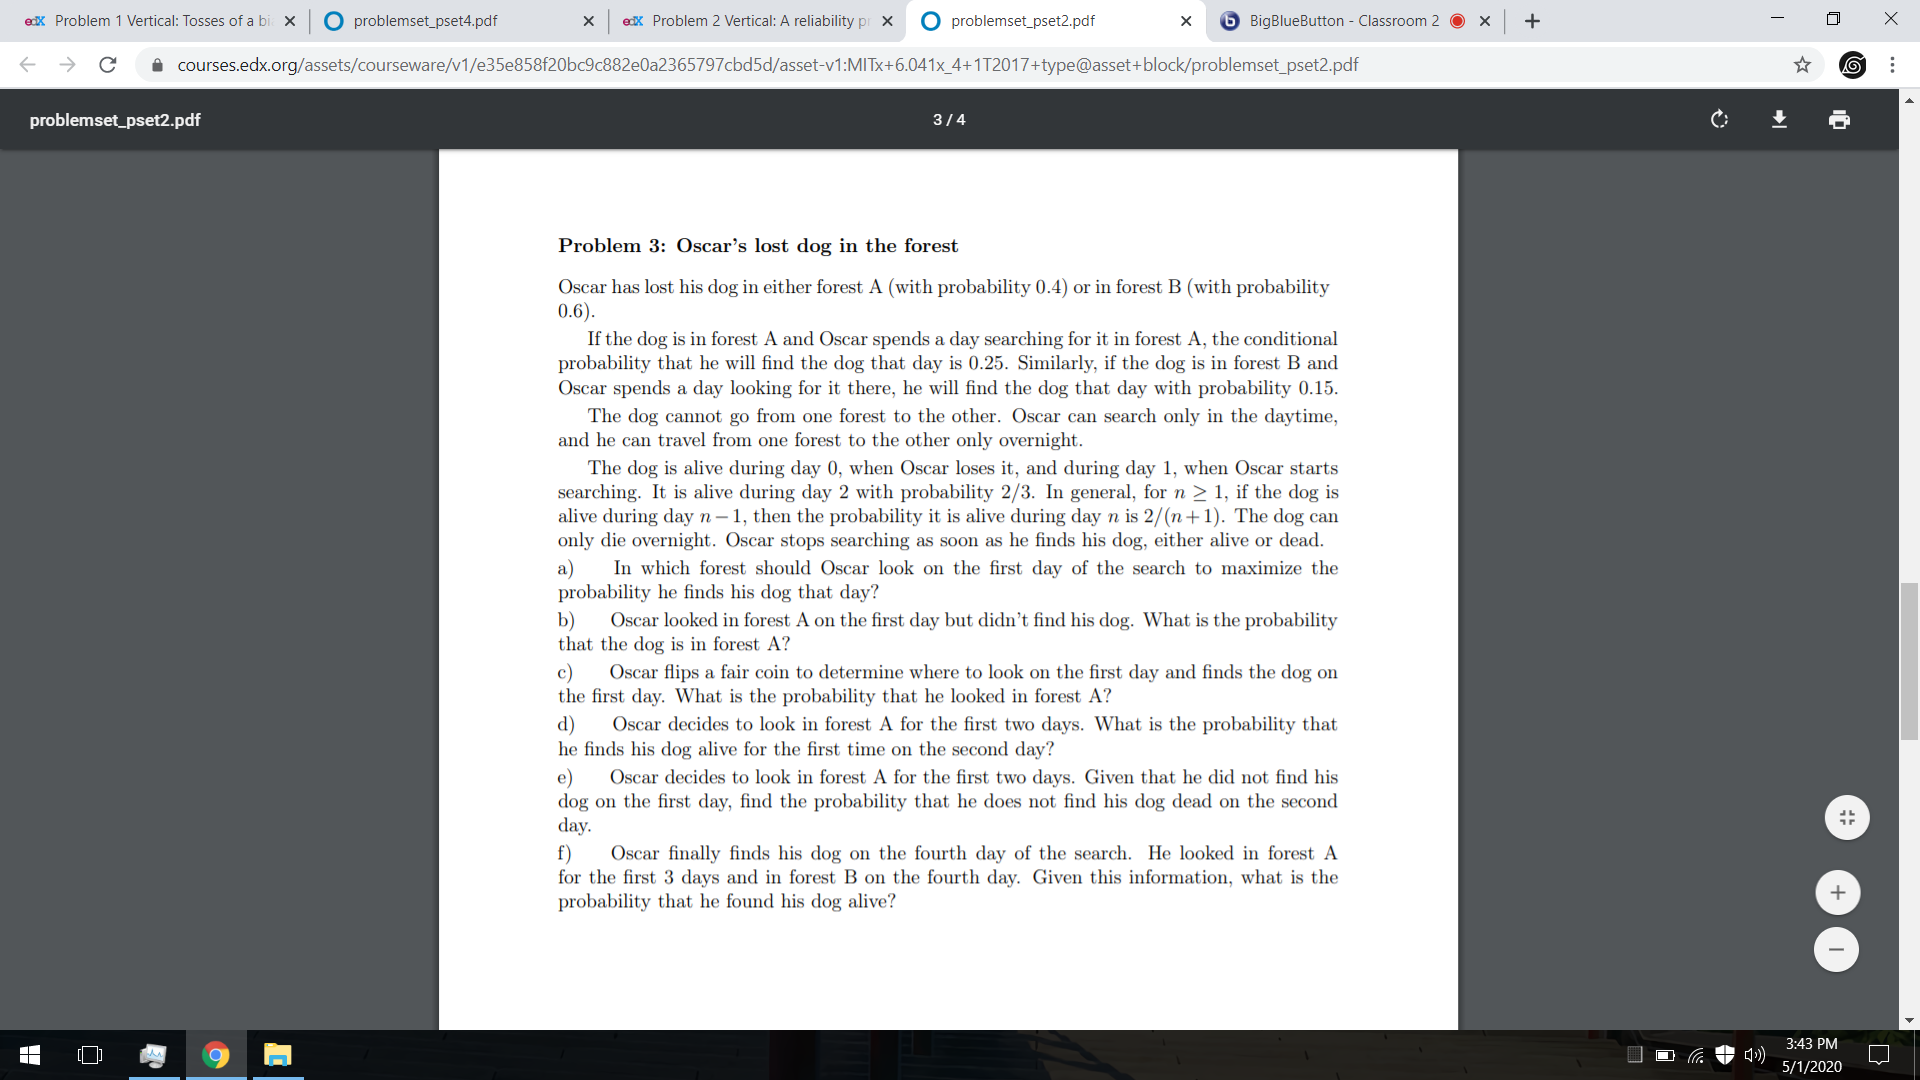 edX Problem 1 Vertical: Tosses of a bi
problemset_pset4.pdf
edX Problem 2 Vertical: A reliability pr
problemset_pset2.pdf
BigBlueButton - Classroom 2
courses.edx.org/assets/courseware/v1/e35e858f20bc9c882e0a2365797cbd5d/asset-v1:MITx+6.041x_4+1T2017+type@asset+block/problemset_pset2.pdf
problemset_pset2.pdf
3 / 4
Problem 3: Oscar's lost dog in the forest
Oscar has lost his dog in either forest A (with probability 0.4) or in forest B (with probability
0.6).
If the dog is in forest A and Oscar spends a day searching for it in forest A, the conditional
probability that he will find the dog that day is 0.25. Similarly, if the dog is in forest B and
Oscar spends a day looking for it there, he will find the dog that day with probability 0.15.
The dog cannot go from one forest to the other. Oscar can search only in the daytime,
and he can travel from one forest to the other only overnight.
The dog is alive during day 0, when Oscar loses it, and during day 1, when Oscar starts
searching. It is alive during day 2 with probability 2/3. In general, for n ≥ 1, if the dog is
alive during day n − 1, then the probability it is alive during day n is 2/(n+1). The dog can
only die overnight. Oscar stops searching as soon as he finds his dog, either alive or dead.
a) In which forest should Oscar look on the first day of the search to maximize the
probability he finds his dog that day?
b) Oscar looked in forest A on the first day but didn't find his dog. What is the probability
that the dog is in forest A?
c) Oscar flips a fair coin to determine where to look on the first day and finds the dog on
the first day. What is the probability that he looked in forest A?
d) Oscar decides to look in forest A for the first two days. What is the probability that
he finds his dog alive for the first time on the second day?
e) Oscar decides to look in forest A for the first two days. Given that he did not find his
dog on the first day, find the probability that he does not find his dog dead on the second
day.
f) Oscar finally finds his dog on the fourth day of the search. He looked in forest A
for the first 3 days and in forest B on the fourth day. Given this information, what is the
probability that he found his dog alive?
3:43 PM
5/1/2020